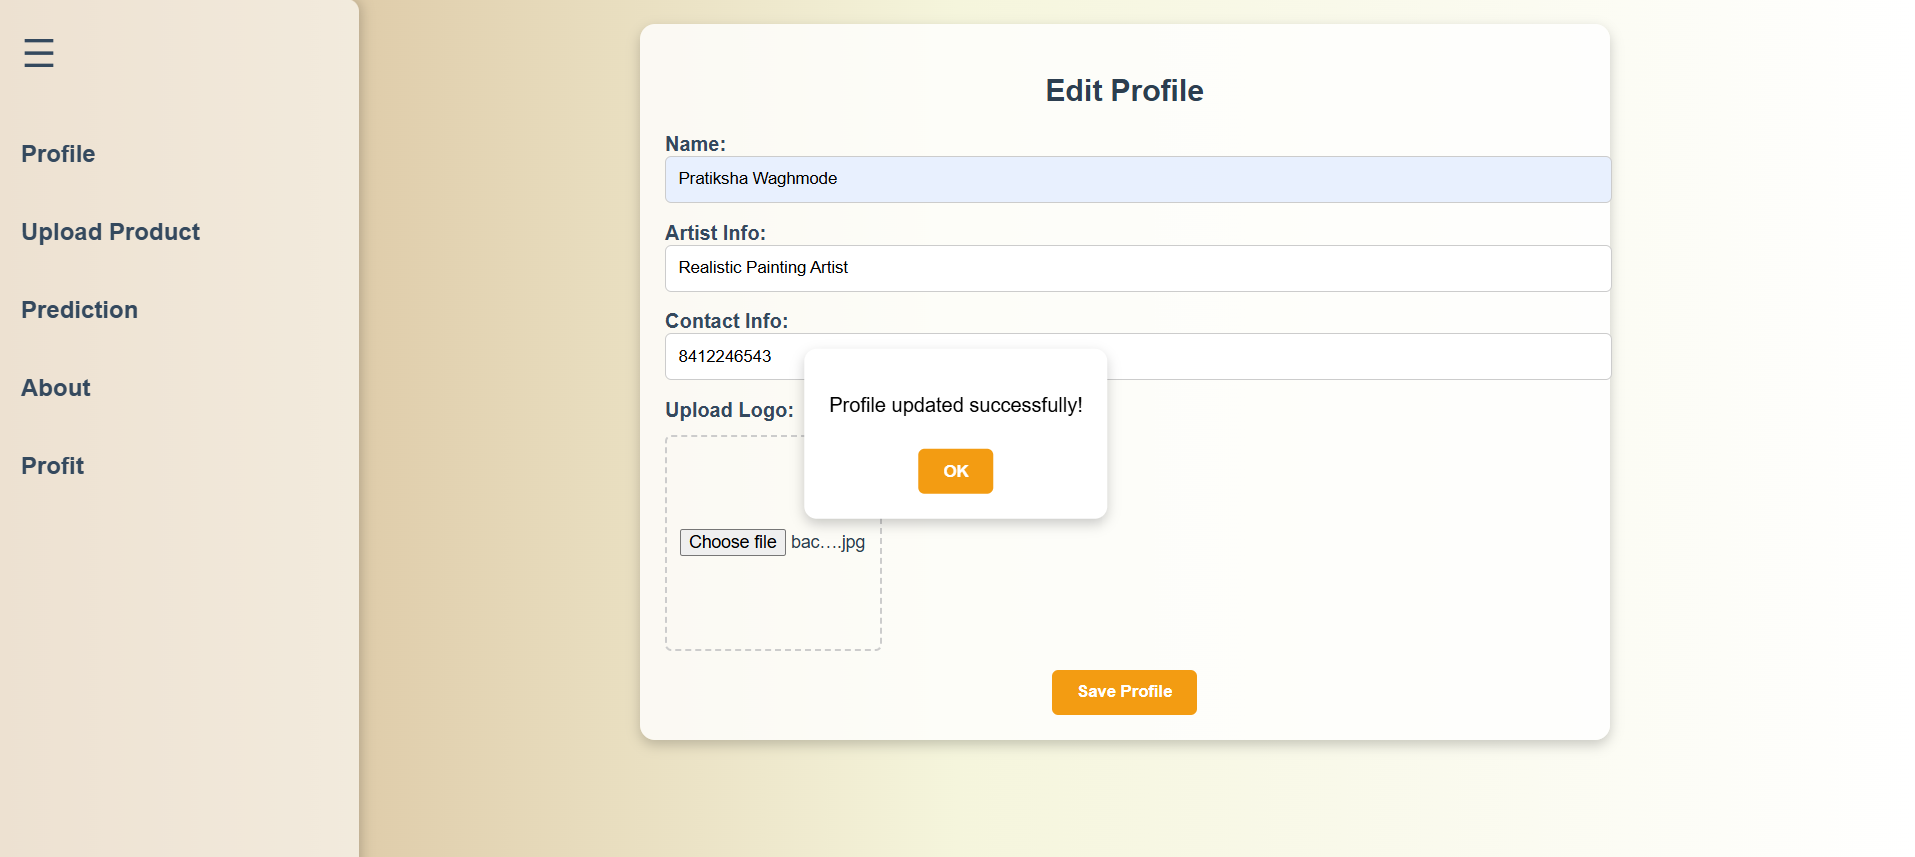 Profile
Upload Product
Prediction
About
Profit
Edit Profile
Name:
Pratiksha Waghmode
Artist Info:
Realistic Painting Artist
Contact Info:
8412246543
Upload Logo:
Profile updated successfully!
OK
Choose file bac….jpg
Save Profile